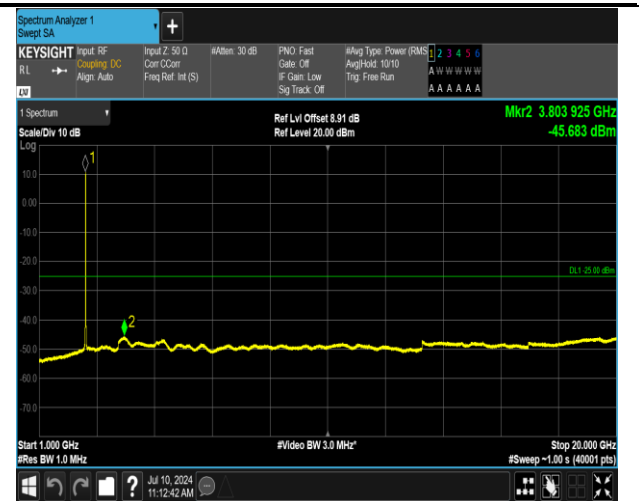 Spectrum Analyzer 1
Swept SA
+
KEYSIGHT
RL
LXI
Input: RF
Coupling: DC
Align: Auto
Input Z: 50 Ω
Corr CCorr
Freq Ref: Int (S)
#Atten: 30 dB
PNO: Fast
Gate: Off
IF Gain: Low
Sig Track: Off
#Avg Type: Power (RMS
Avg|Hold: 10/10
Trig: Free Run
1 2 3 4 5 6
A W W W W W
A A A A A A
1 Spectrum
Scale/Div 10 dB
Log
Ref Lvl Offset 8.91 dB
Ref Level 20.00 dBm
Mkr2 3.803 925 GHz
-45.683 dBm
1
10.0
0.00
-10.0
-20.0
DL1 -25.00 dBm
-30.0
-40.0
2
-50.0
-60.0
-70.0
Start 1.000 GHz
#Video BW 3.0 MHz*
Stop 20.000 GHz
#Res BW 1.0 MHz
#Sweep ~1.00 s (40001 pts)
?
Jul 10, 2024
11:12:42 AM